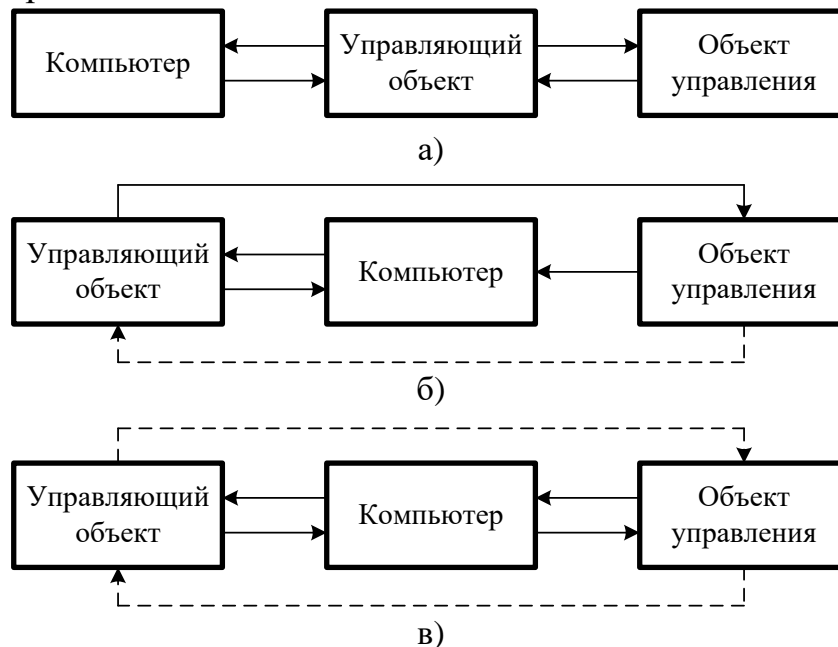 Компьютер
Управляющий
объект
Объект
управления
а)
Управляющий
объект
Компьютер
Объект
управления
б)
Управляющий
объект
Компьютер
Объект
управления
в)